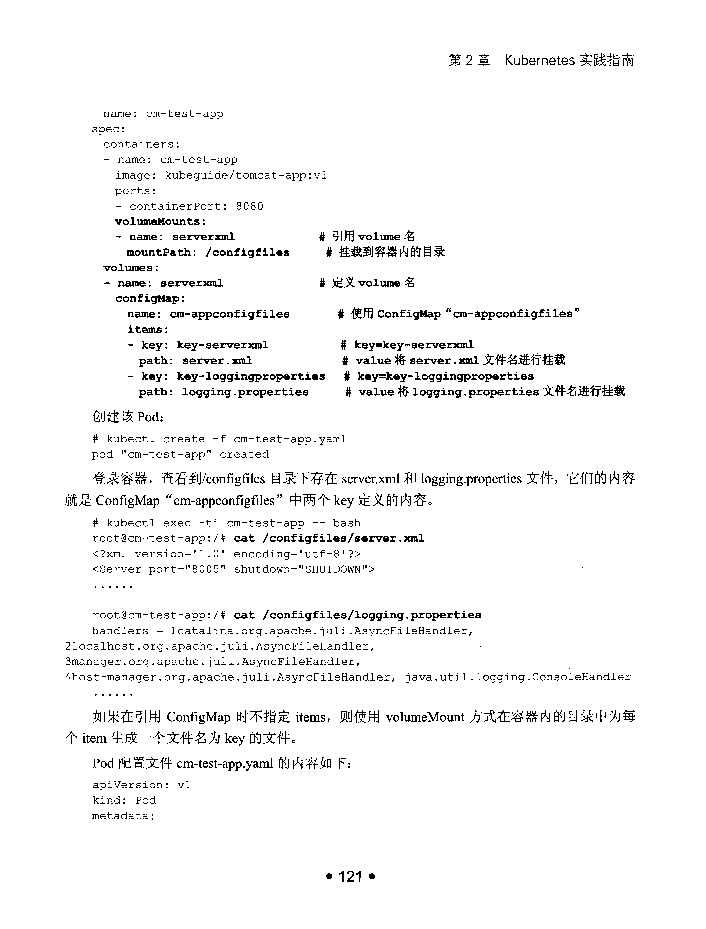 第 2 章　Kubernetes 实践指南
  name: cm-test-app
spec:
  containers:
  - name: cm-test-app
    image: kubeguide/tomcat-app:v1
    ports:
    - containerPort: 8080
    volumeMounts:
    - name: serverxml                # 引用 volume 名
      mountPath: /configfiles        # 挂载到容器内的目录
  volumes:
  - name: serverxml                  # 定义 volume 名
    configMap:
      name: cm-appconfigfiles        # 使用 ConfigMap “cm-appconfigfiles”
      items:
      - key: key-serverxml           # key=key-serverxml
        path: server.xml             # value 将 server.xml 文件名进行挂载
      - key: key-loggingproperties   # key=key-loggingproperties
        path: logging.properties     # value 将 logging.properties 文件名进行挂载
创建该 Pod:
# kubectl create -f cm-test-app.yaml
pod "cm-test-app" created
登录容器，查看到/configfiles 目录下存在 server.xml 和 logging.properties 文件，它们的内容
就是 ConfigMap “cm-appconfigfiles” 中两个 key 定义的内容。
# kubectl exec -ti cm-test-app -- bash
root@cm-test-app:/# cat /configfiles/server.xml
<?xml version='1.0' encoding='utf-8'?>
<Server port="8005" shutdown="SHUTDOWN">
......
root@cm-test-app:/# cat /configfiles/logging.properties
handlers = 1catalina.org.apache.juli.AsyncFileHandler,
2localhost.org.apache.juli.AsyncFileHandler,
3manager.org.apache.juli.AsyncFileHandler,
4host-manager.org.apache.juli.AsyncFileHandler, java.util.logging.ConsoleHandler
......
如果在引用 ConfigMap 时不指定 items，则使用 volumeMount 方式在容器内的目录中为每
个 item 生成一个文件名为 key 的文件。
Pod 配置文件 cm-test-app.yaml 的内容如下:
apiVersion: v1
kind: Pod
metadata:
• 121 •